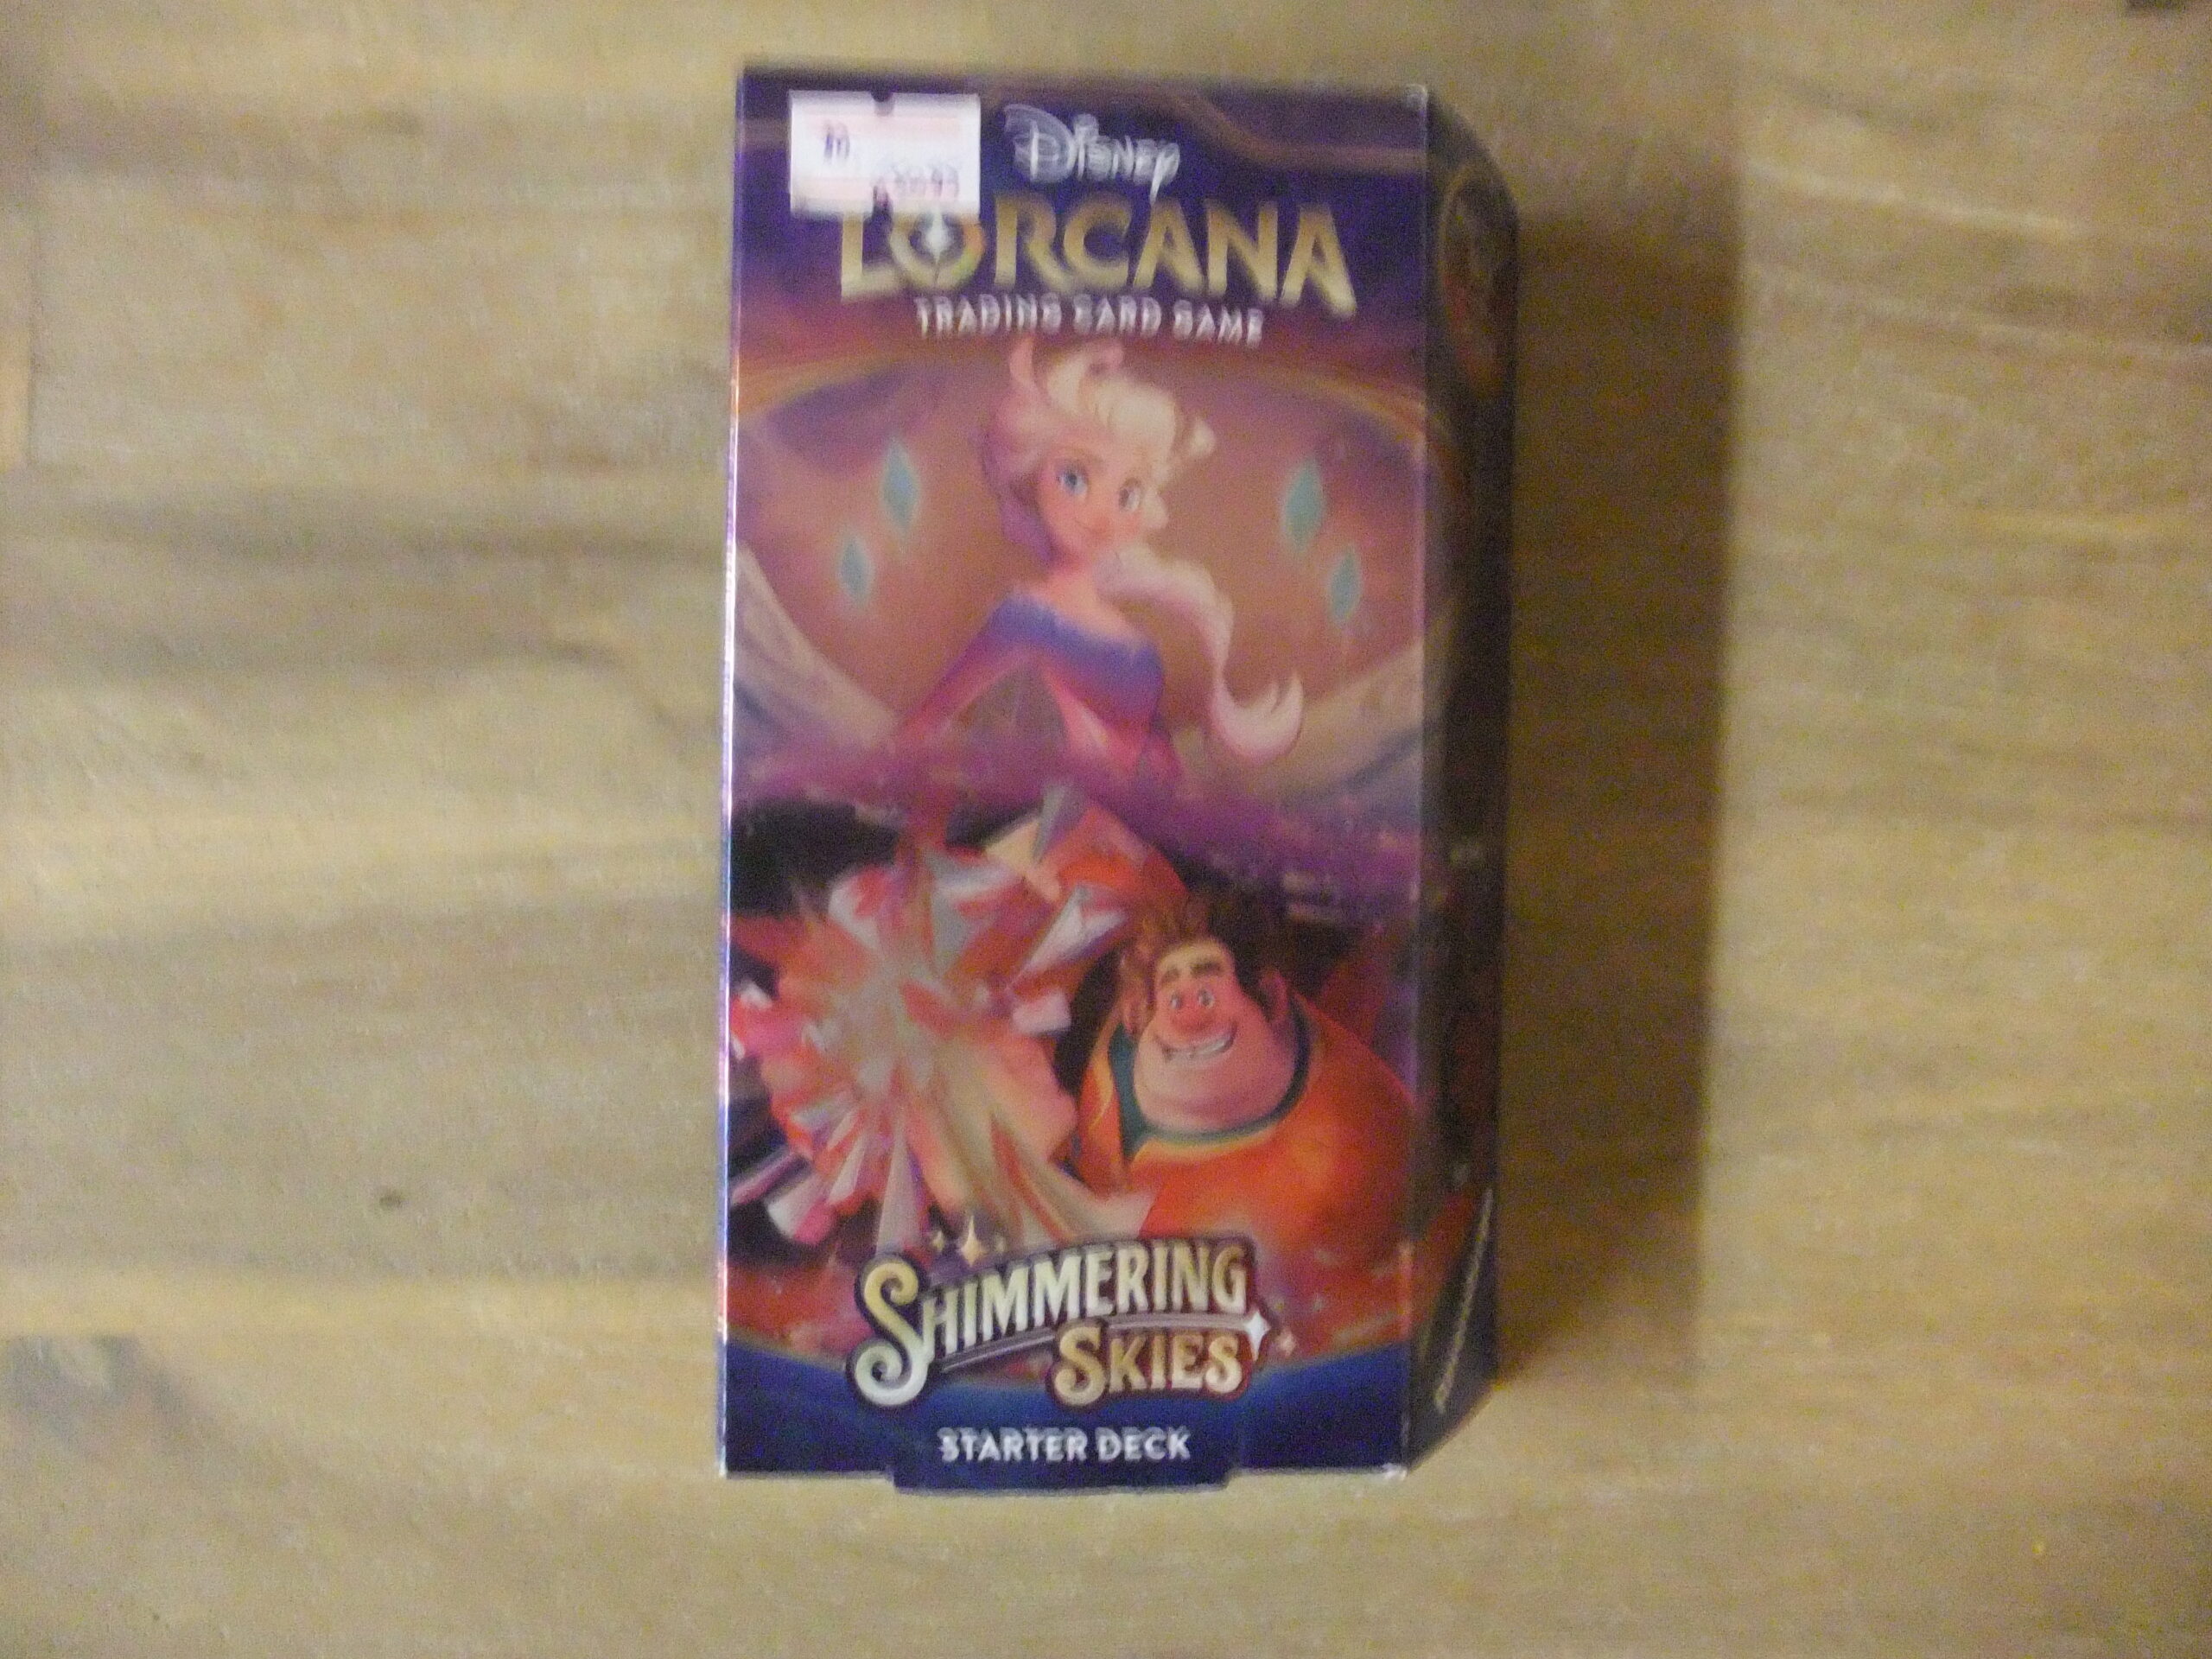 DISNEY
LORCANA
TRADING CARD GAME
SHIMMERING
SKIES
STARTER DECK